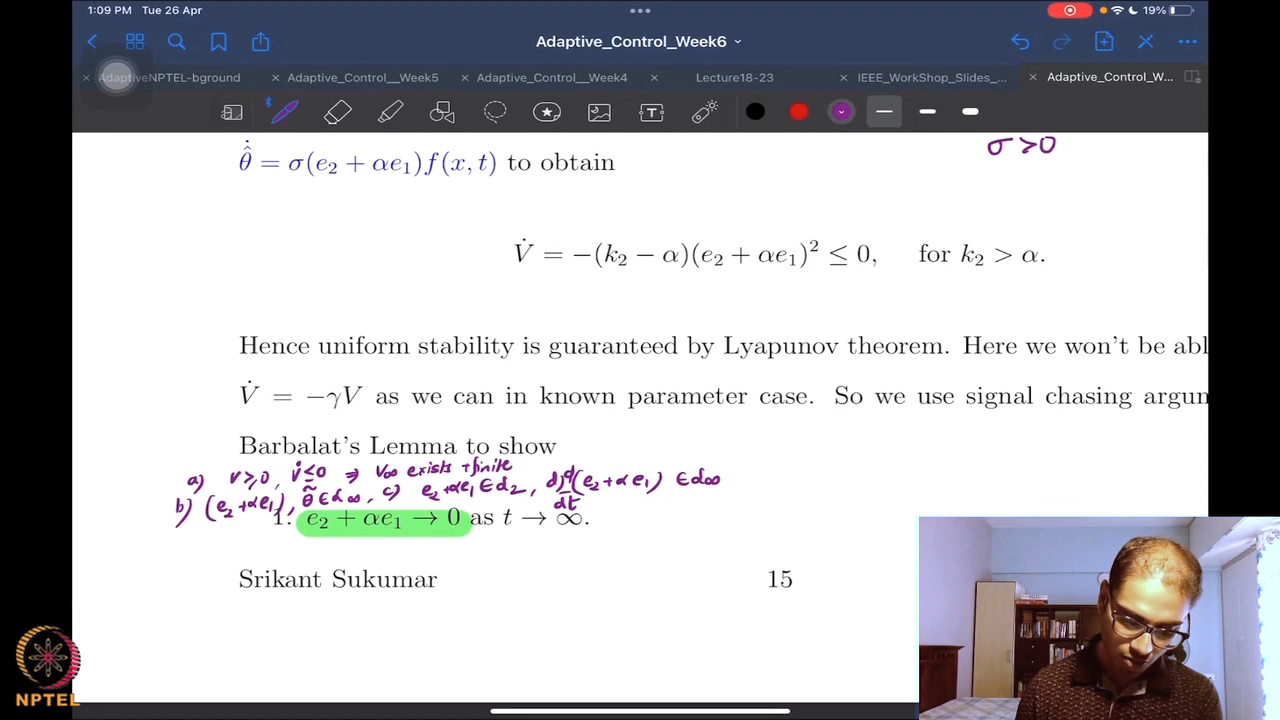 1:09 PM Tue 26 Apr
19%
Adaptive_Control_Week6
AdaptiveNPTEL-bground
Adaptive_Control__Week5
Adaptive_Control__Week4
Lecture18-23
IEEE_WorkShop_Slides_...
Adaptive_Control_W...
σ > 0
θ̂̇ = σ(e₂ + αe₁)f(x, t) to obtain
V̇ = −(k₂ − α)(e₂ + αe₁)² ≤ 0, for k₂ > α.
Hence uniform stability is guaranteed by Lyapunov theorem. Here we won't be abl
V̇ = −γV as we can in known parameter case. So we use signal chasing argun
Barbalat's Lemma to show
a) V ≥ 0, V̇ ≤ 0 ⇒ V∞ exists + finite
b) (e₂+αe₁), θ̃ ∈ L∞, c) e₂+αe₁ ∈ L₂, d) d/dt (e₂+αe₁) ∈ L∞
1. e₂ + αe₁ → 0 as t → ∞.
Srikant Sukumar 15
NPTEL